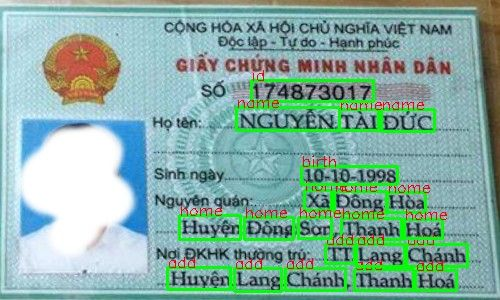 CỘNG HÒA XÃ HỘI CHỦ NGHĨA VIỆT NAM
Độc lập - Tự do - Hạnh phúc
GIẤY CHỨNG MINH NHÂN DÂN
id
SỐ 174873017
name name name
Họ tên: NGUYỄN TÀI ĐỨC
birth
Sinh ngày 10-10-1998
home home home
Nguyên quán: Xã Đông Hòa
home home home home home
Huyện Đông Sơn, Thanh Hoá
add add add
Nơi ĐKHK thường trú: TT. Lang Chánh
add add add add add
Huyện Lang Chánh, Thanh Hoá